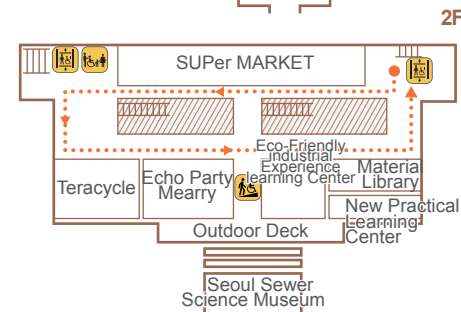 2F
SUPer MARKET
Teracycle
Echo Party
Mearry
Eco-Friendly
industrial
Experience
learning Center
Material
Library
New Practical
Learning
Center
Outdoor Deck
Seoul Sewer
Science Museum